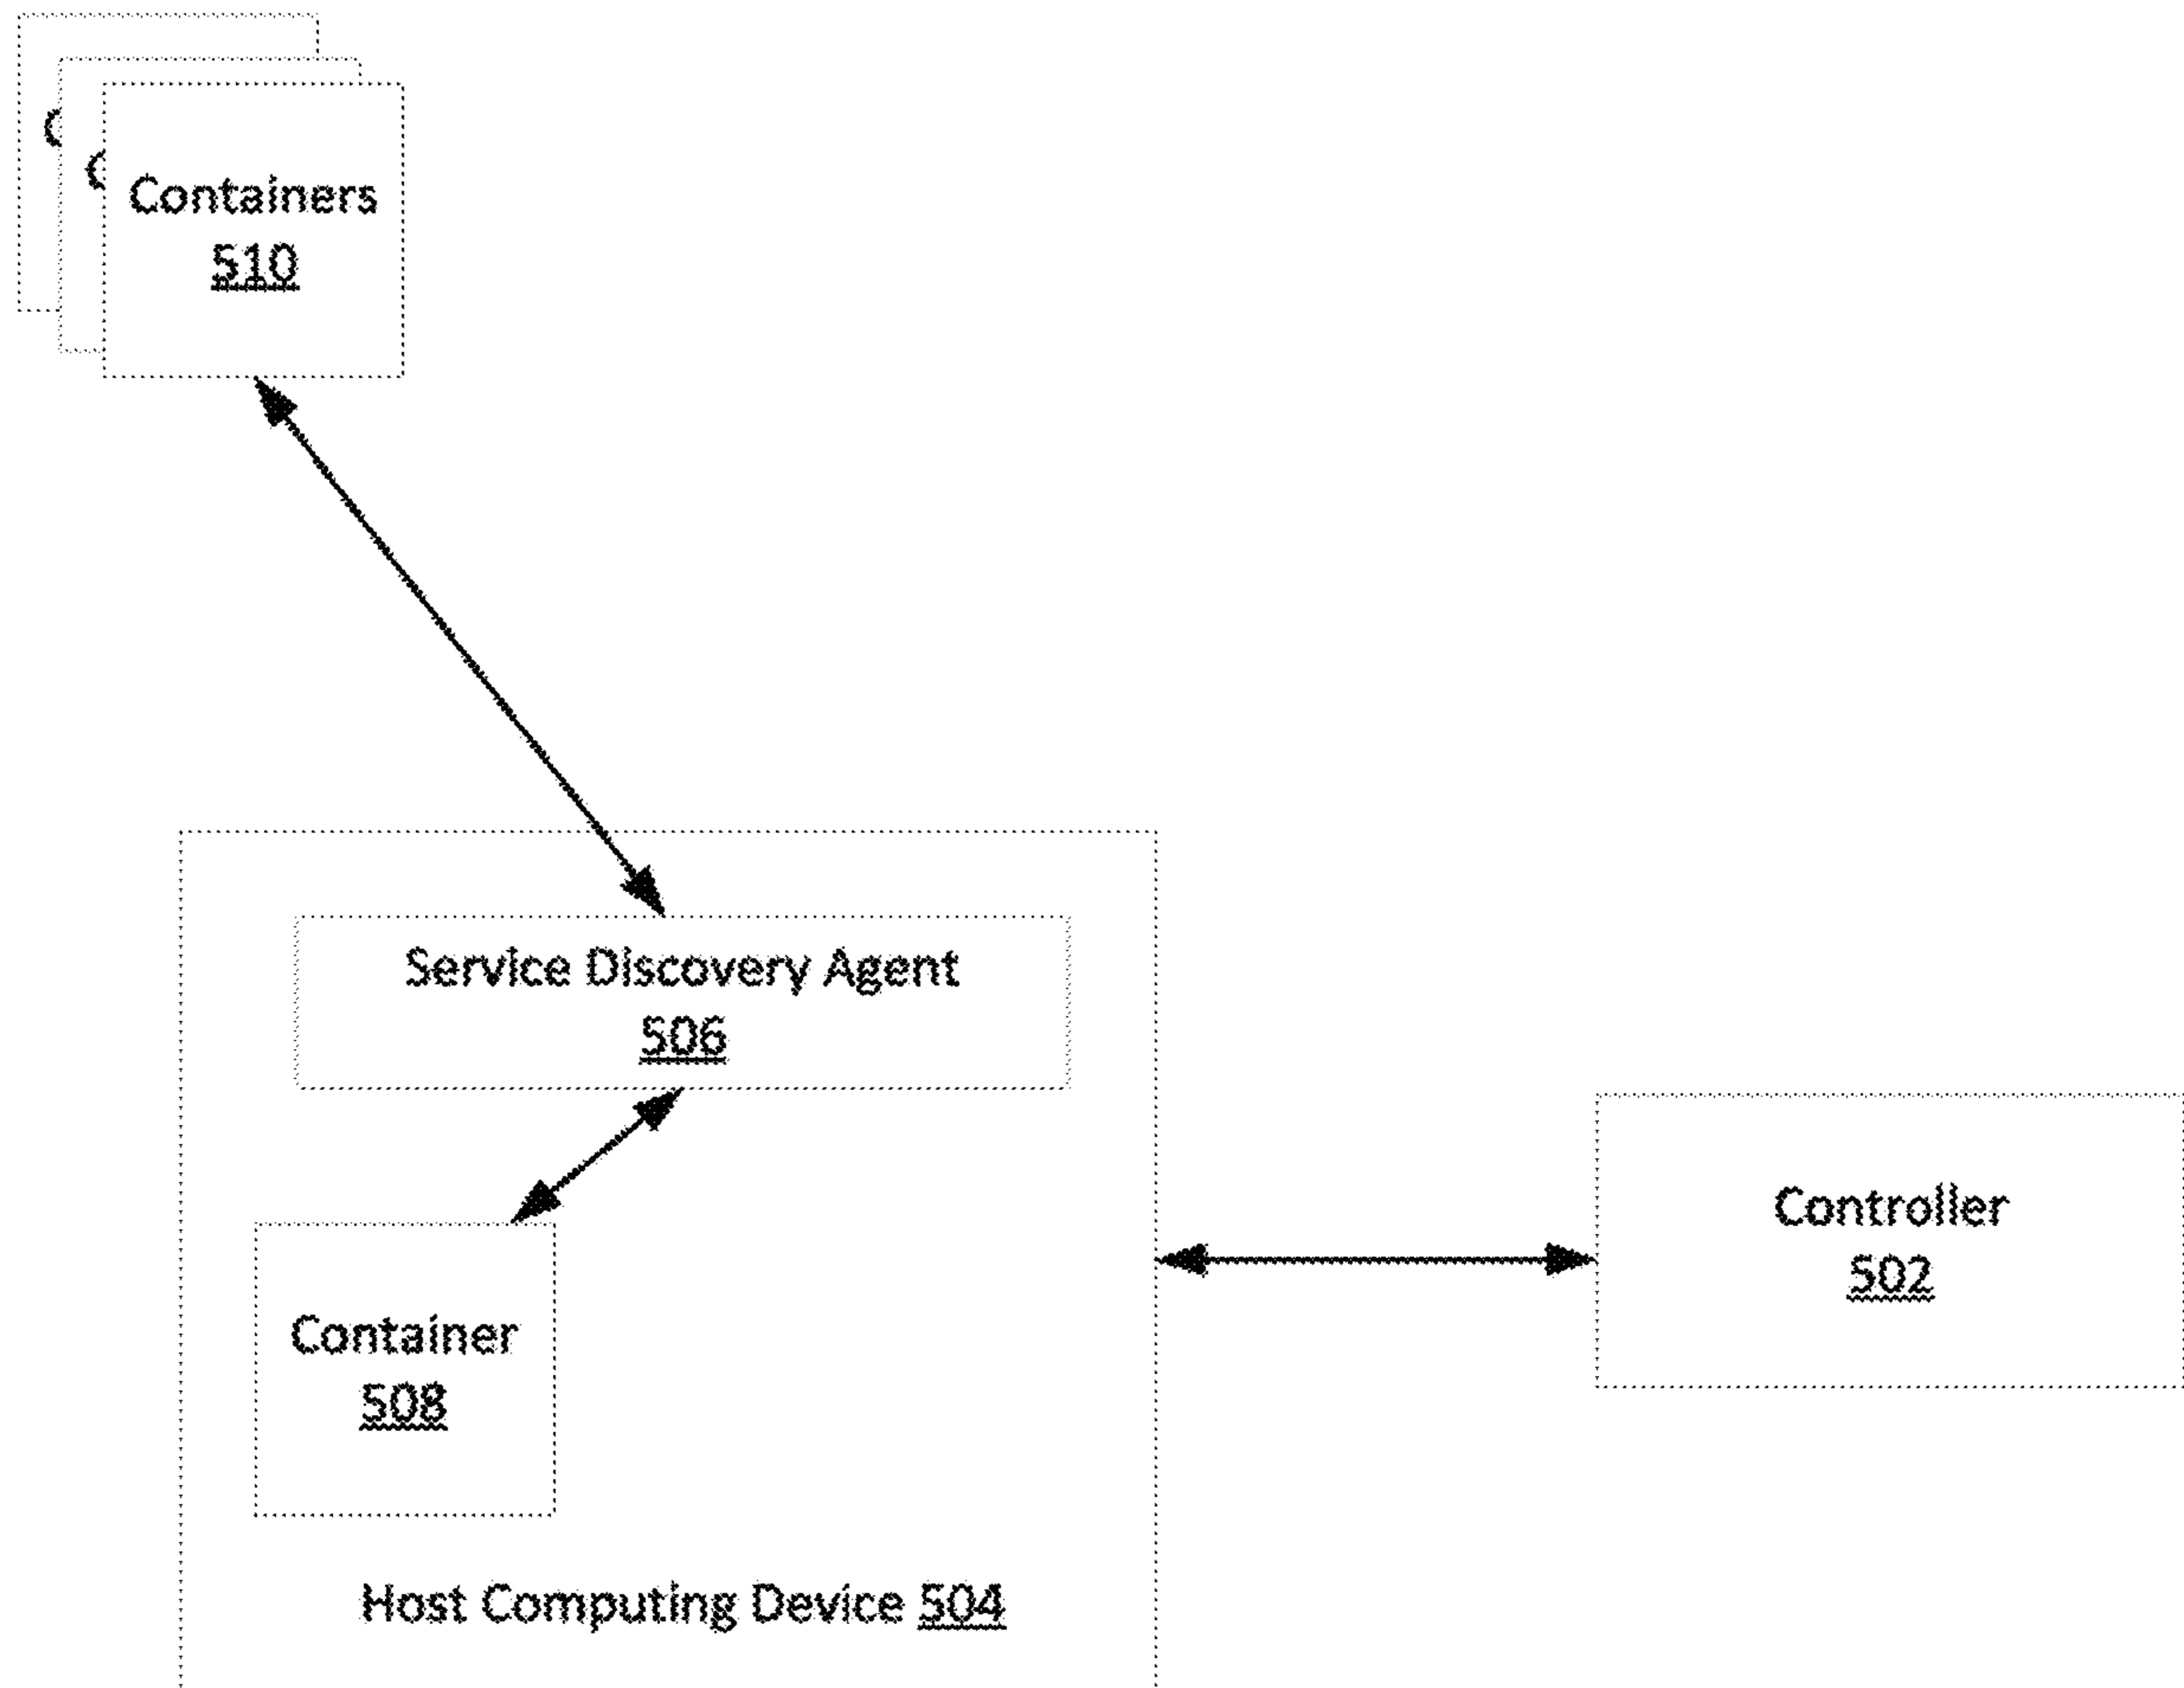 Containers
510
Service Discovery Agent
506
Controller
502
Container
508
Host Computing Device 504